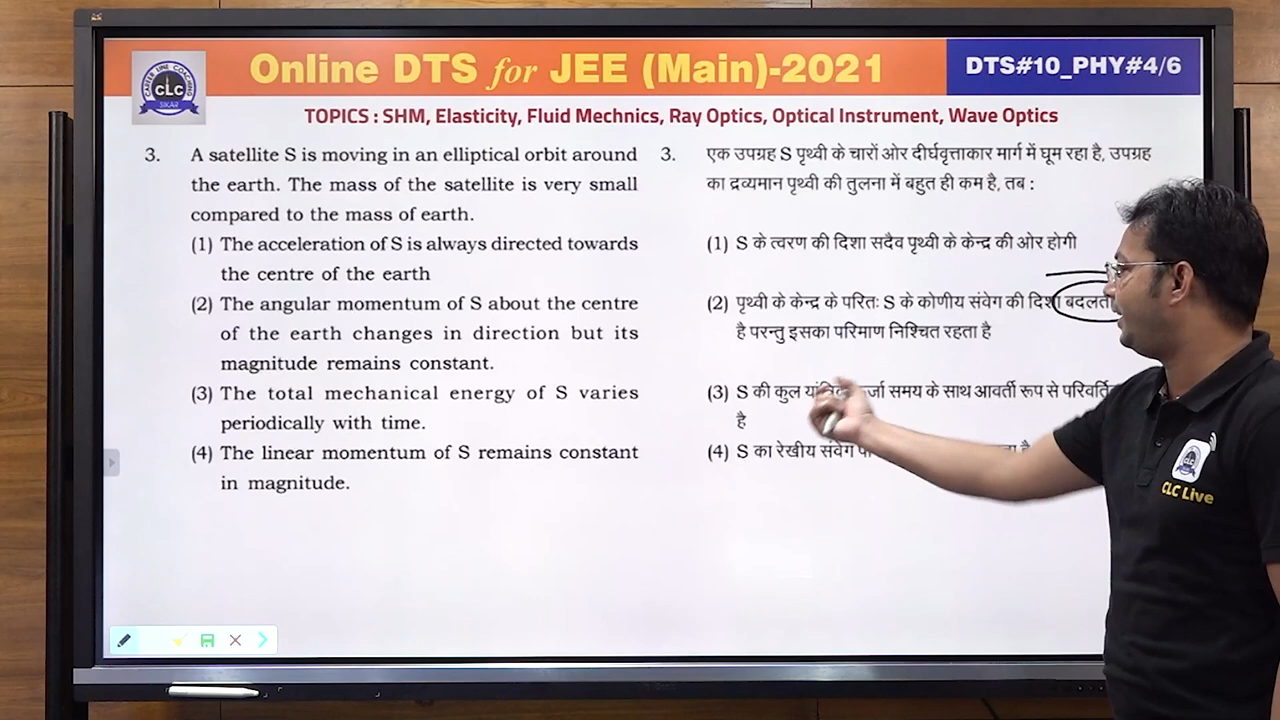 Online DTS for JEE (Main)-2021
DTS#10_PHY#4/6
CAREER LINE COACHING
CLC
SIKAR
TOPICS : SHM, Elasticity, Fluid Mechnics, Ray Optics, Optical Instrument, Wave Optics
3. A satellite S is moving in an elliptical orbit around
the earth. The mass of the satellite is very small
compared to the mass of earth.
(1) The acceleration of S is always directed towards
the centre of the earth
(2) The angular momentum of S about the centre
of the earth changes in direction but its
magnitude remains constant.
(3) The total mechanical energy of S varies
periodically with time.
(4) The linear momentum of S remains constant
in magnitude.
3. एक उपग्रह S पृथ्वी के चारों ओर दीर्घवृत्ताकार मार्ग में घूम रहा है, उपग्रह
का द्रव्यमान पृथ्वी की तुलना में बहुत ही कम है, तब :
(1) S के त्वरण की दिशा सदैव पृथ्वी के केन्द्र की ओर होगी
(2) पृथ्वी के केन्द्र के परितः S के कोणीय संवेग की दिशा बदलती
है परन्तु इसका परिमाण निश्चित रहता है
(3) S की कुल समय के साथ आवर्ती रूप से
है
(4) S का रेखीय संवेग
CLC Live